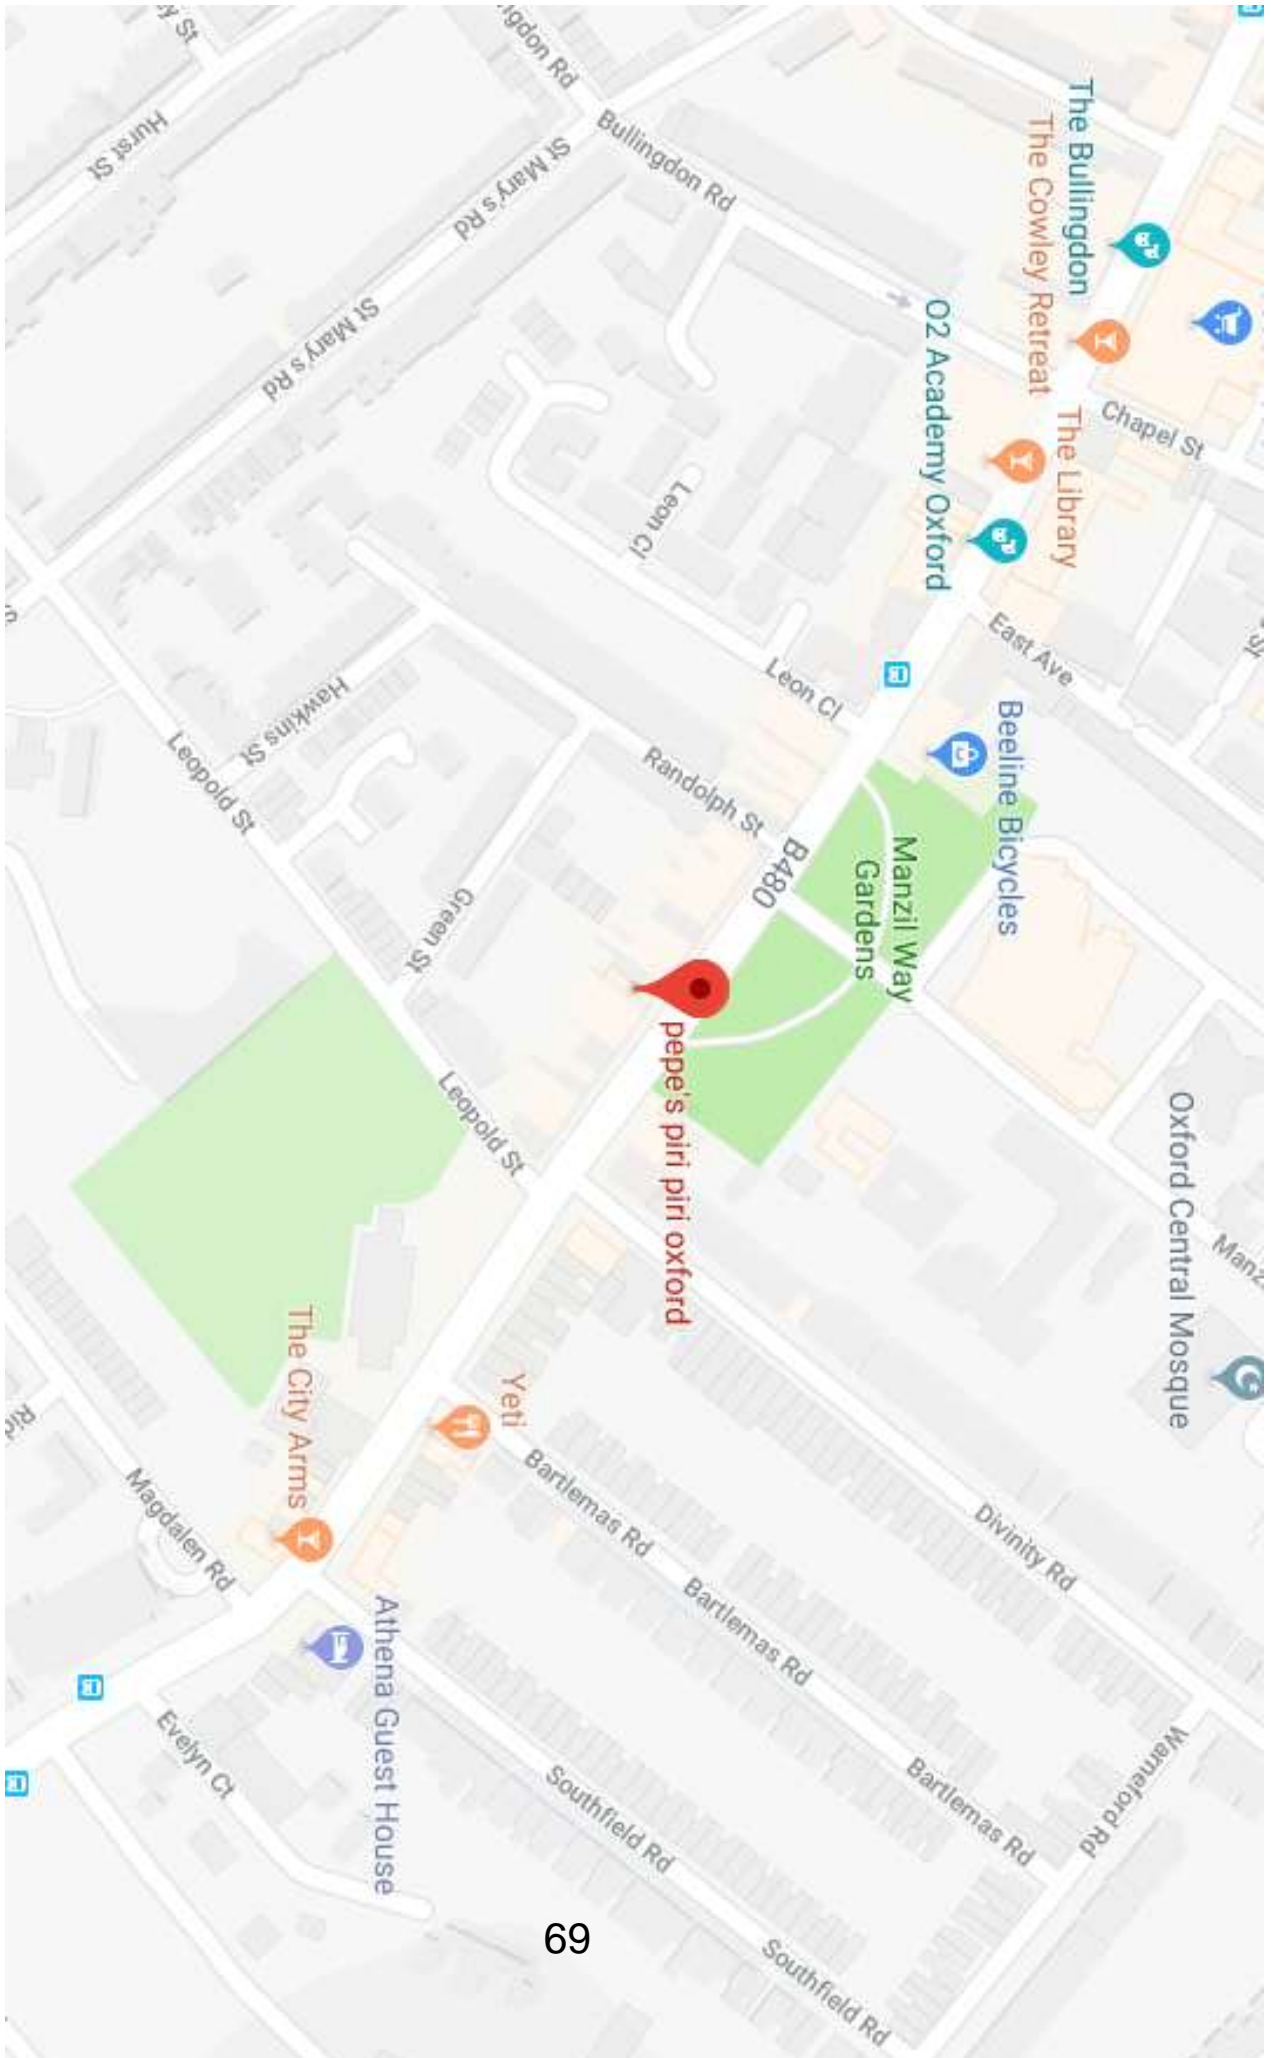 Hurst St
St Mary's Rd
St Mary's Rd
Bullingdon Rd
The Bullingdon
The Cowley Retreat
The Library
O2 Academy Oxford
Chapel St
East Ave
Leon Cl
Leon Cl
Beeline Bicycles
Manzil Way
Gardens
B480
Randolph St
Hawkins St
Leopold St
Green St
Leopold St
pepe's piri piri oxford
Oxford Central Mosque
The City Arms
Yeti
Magdalen Rd
Athena Guest House
Evelyn Ct
Bartlemas Rd
Bartlemas Rd
Bartlemas Rd
Divinity Rd
Warneford Rd
Southfield Rd
Southfield Rd
69